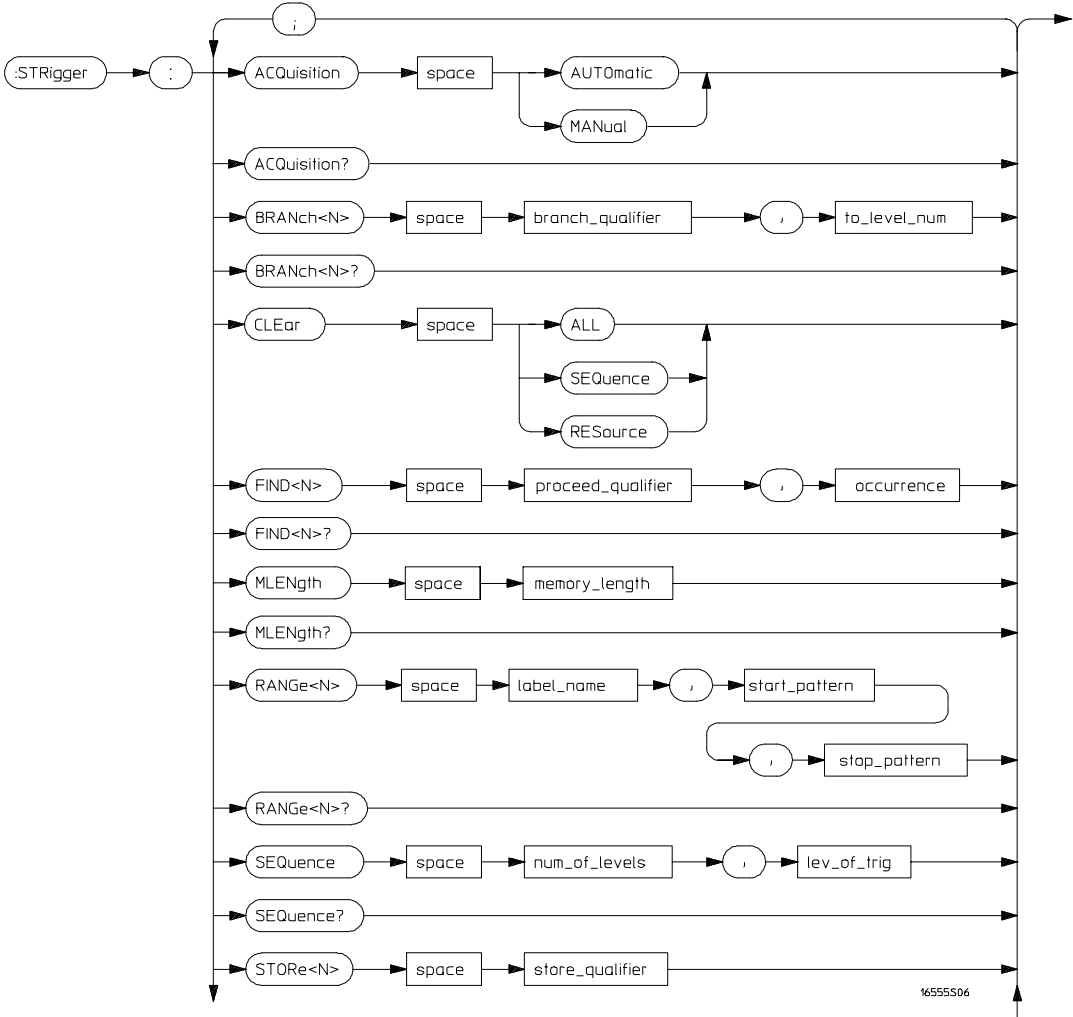 ;
:STRigger : ACQuisition space AUTOmatic
MANual
ACQuisition?
BRANch<N> space branch_qualifier , to_level_num
BRANch<N>?
CLEar space ALL
SEQuence
RESource
FIND<N> space proceed_qualifier , occurrence
FIND<N>?
MLENgth space memory_length
MLENgth?
RANGe<N> space label_name , start_pattern
, stop_pattern
RANGe<N>?
SEQuence space num_of_levels , lev_of_trig
SEQuence?
STORe<N> space store_qualifier
16555S06